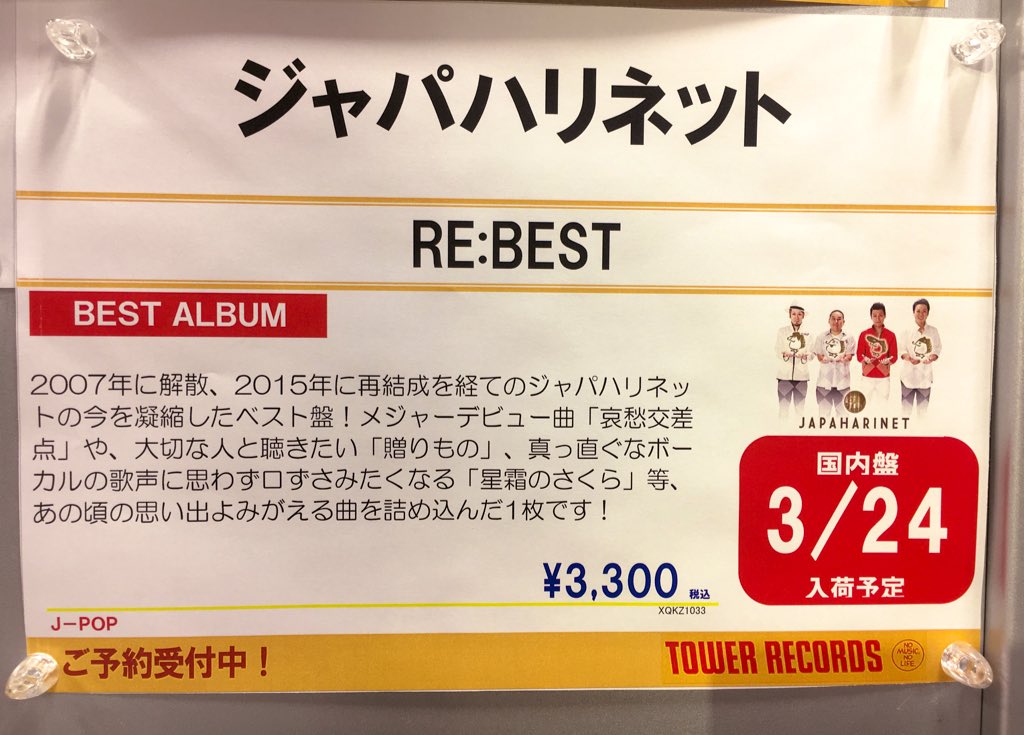 ジャパハリネット
RE:BEST
BEST ALBUM
2007年に解散、2015年に再結成を経てのジャパハリネッ
トの今を凝縮したベスト盤！メジャーデビュー曲「哀愁交差
点」や、大切な人と聴きたい「贈りもの」、真っ直ぐなボー
カルの歌声に思わず口ずさみたくなる「星霜のさくら」等、
あの頃の思い出よみがえる曲を詰め込んだ1枚です！
JAPAHARINET
国内盤
3/24
入荷予定
¥3,300 税込
XQKZ1033
J-POP
ご予約受付中！
TOWER RECORDS
NO
MUSIC,
NO
LIFE